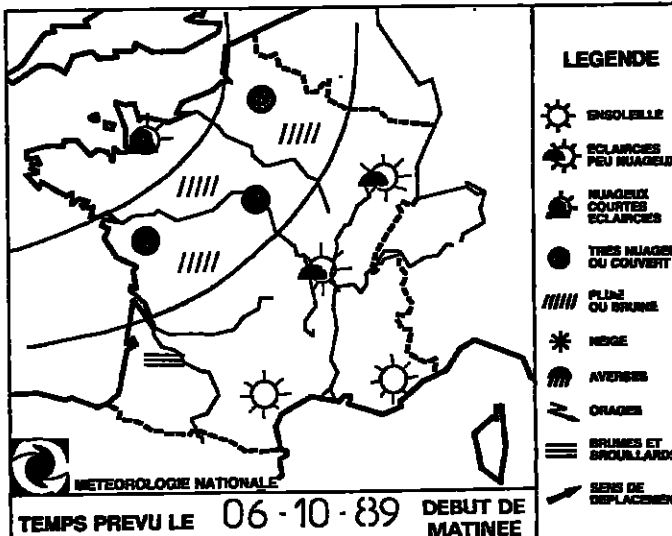 LEGENDE
ENSOLEILLE
ECLAIRCIES
PEU NUAGEUX
NUAGEUX
COURTES
ECLAIRCIES
TRES NUAGEUX
OU COUVERT
PLUIE
OU BRUINE
NEIGE
AVERSES
ORAGES
BRUMES ET
BROUILLARDS
SENS DE
DEPLACEMENT
METEOROLOGIE NATIONALE
TEMPS PREVU LE 06-10-89 DEBUT DE
MATINEE